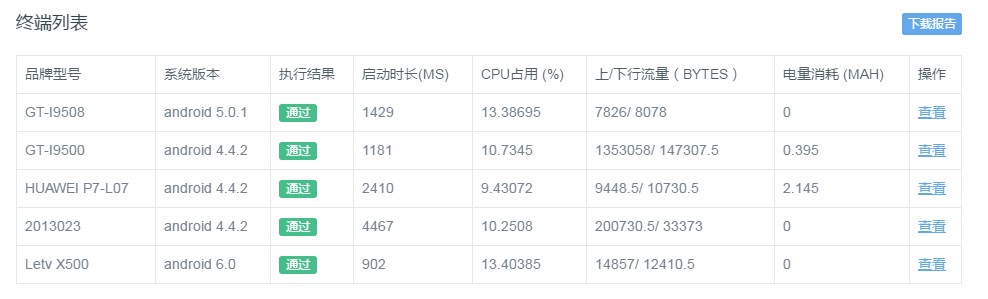 终端列表 下载报告
品牌型号 系统版本 执行结果 启动时长(MS) CPU占用 (%) 上/下行流量（BYTES） 电量消耗 (MAH) 操作
GT-I9508 android 5.0.1 通过 1429 13.38695 7826/ 8078 0 查看
GT-I9500 android 4.4.2 通过 1181 10.7345 1353058/ 147307.5 0.395 查看
HUAWEI P7-L07 android 4.4.2 通过 2410 9.43072 9448.5/ 10730.5 2.145 查看
2013023 android 4.4.2 通过 4467 10.2508 200730.5/ 33373 0 查看
Letv X500 android 6.0 通过 902 13.40385 14857/ 12410.5 0 查看